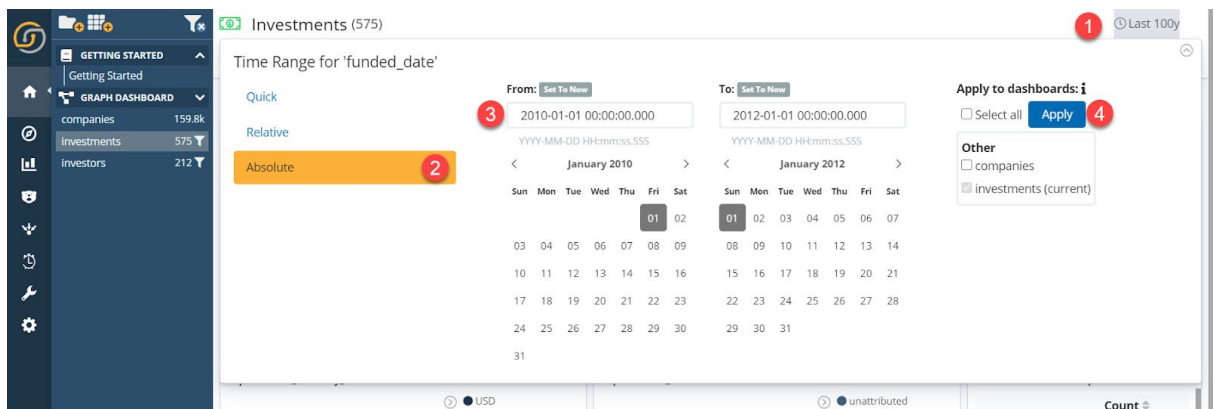 Investments (575)
1
Last 100y
GETTING STARTED
Getting Started
GRAPH DASHBOARD
companies 159.8k
investments 575
investors 212
Time Range for 'funded_date'
Quick
Relative
Absolute
2
From: Set To Now
3
2010-01-01 00:00:00.000
YYYY-MM-DD HH:mm:ss.SSS
January 2010
Sun Mon Tue Wed Thu Fri Sat
01 02
03 04 05 06 07 08 09
10 11 12 13 14 15 16
17 18 19 20 21 22 23
24 25 26 27 28 29 30
31
To: Set To Now
2012-01-01 00:00:00.000
YYYY-MM-DD HH:mm:ss.SSS
January 2012
Sun Mon Tue Wed Thu Fri Sat
01 02 03 04 05 06 07
08 09 10 11 12 13 14
15 16 17 18 19 20 21
22 23 24 25 26 27 28
29 30 31
Apply to dashboards:
Select all Apply
4
Other
companies
investments (current)
USD
unattributed
Count